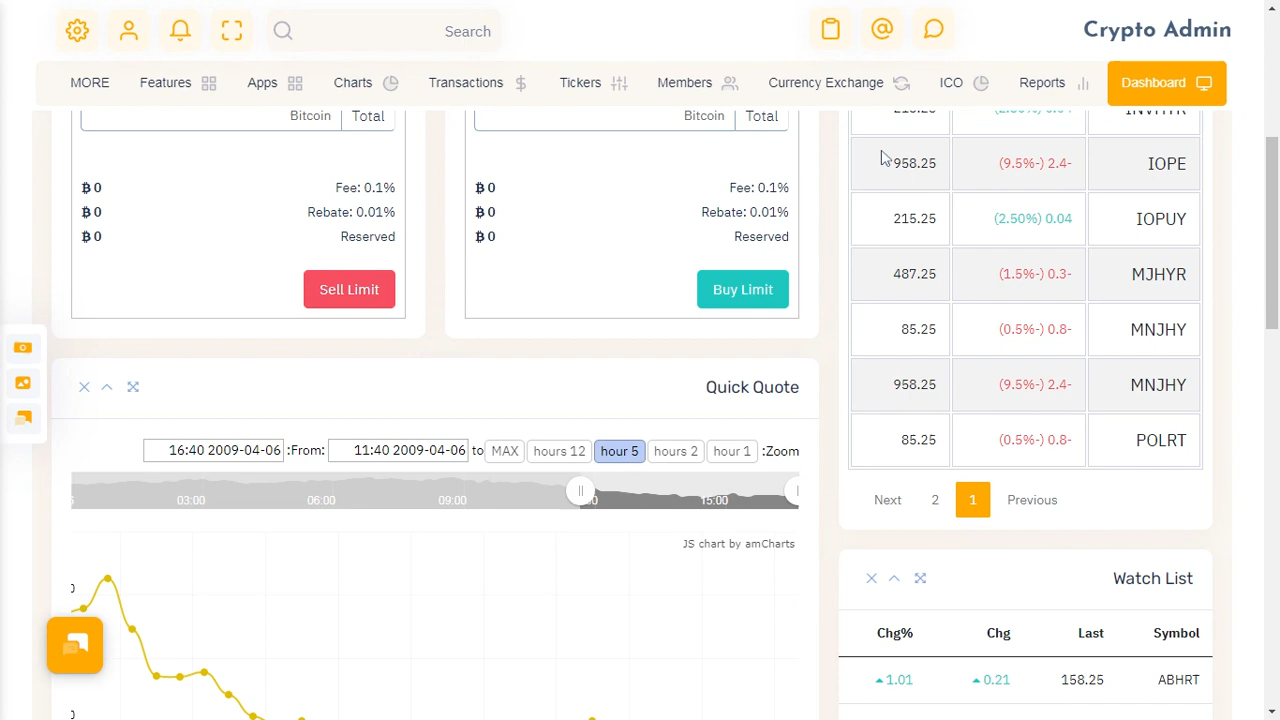 Search
Crypto Admin
MORE
Features
Apps
Charts
Transactions
Tickers
Members
Currency Exchange
ICO
Reports
Dashboard
Bitcoin
Total
฿ 0
Fee: 0.1%
฿ 0
Rebate: 0.01%
฿ 0
Reserved
Sell Limit
Bitcoin
Total
฿ 0
Fee: 0.1%
฿ 0
Rebate: 0.01%
฿ 0
Reserved
Buy Limit
958.25 (9.5%-) 2.4- IOPE
215.25 (2.50%) 0.04 IOPUY
487.25 (1.5%-) 0.3- MJHYR
85.25 (0.5%-) 0.8- MNJHY
958.25 (9.5%-) 2.4- MNJHY
85.25 (0.5%-) 0.8- POLRT
Next 2 1 Previous
Quick Quote
16:40 2009-04-06 :From: 11:40 2009-04-06 to MAX hours 12 hour 5 hours 2 hour 1 :Zoom
03:00 06:00 09:00 15:00
JS chart by amCharts
Watch List
Chg% Chg Last Symbol
1.01 0.21 158.25 ABHRT